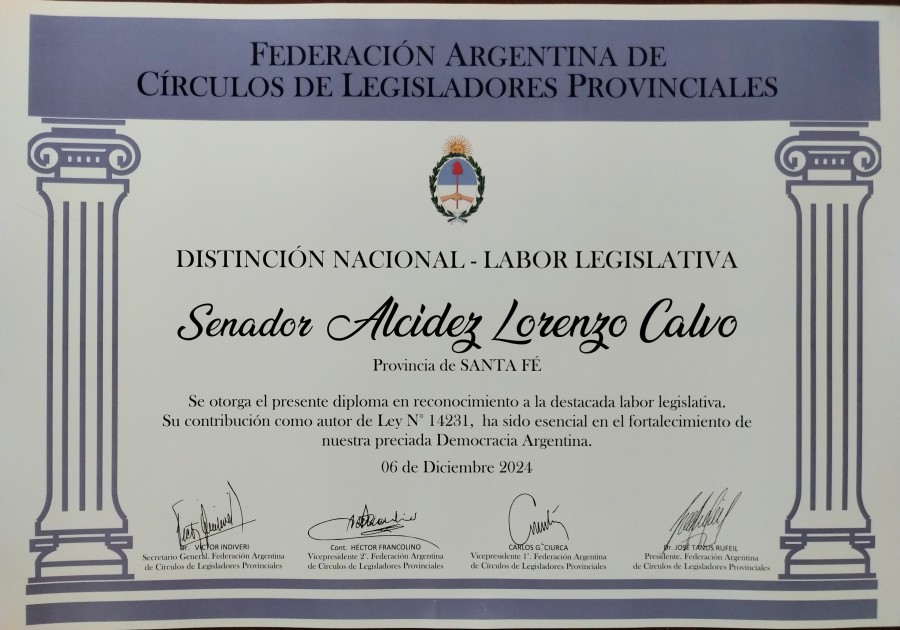 FEDERACIÓN ARGENTINA DE
CÍRCULOS DE LEGISLADORES PROVINCIALES
DISTINCIÓN NACIONAL - LABOR LEGISLATIVA
Senador Alcidez Lorenzo Calvo
Provincia de SANTA FÉ
Se otorga el presente diploma en reconocimiento a la destacada labor legislativa.
Su contribución como autor de Ley N° 14231, ha sido esencial en el fortalecimiento de
nuestra preciada Democracia Argentina.
06 de Diciembre 2024
Dr. VICTOR INDIVERI
Secretario General. Federación Argentina
de Círculos de Legisladores Provinciales
Cont. HÉCTOR FRANCOLINO
Vicepresidente 2°. Federación Argentina
de Círculos de Legisladores Provinciales
CARLOS G. CIURCA
Vicepresidente 1°. Federación Argentina
de Círculos de Legisladores Provinciales
Dr. JOSÉ TANÚS RUFEIL
Presidente. Federación Argentina
de Círculos de Legisladores Provinciales